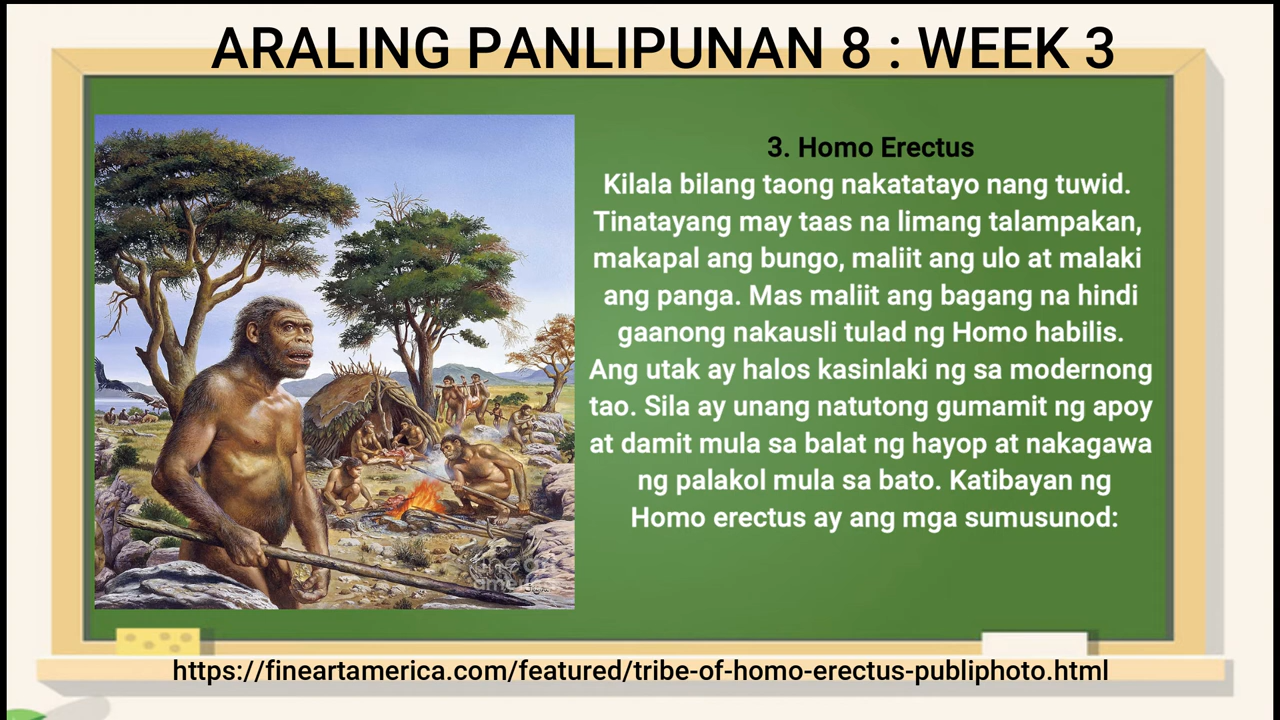 ARALING PANLIPUNAN 8 : WEEK 3
3. Homo Erectus
Kilala bilang taong nakatatayo nang tuwid.
Tinatayang may taas na limang talampakan,
makapal ang bungo, maliit ang ulo at malaki
ang panga. Mas maliit ang bagang na hindi
gaanong nakausli tulad ng Homo habilis.
Ang utak ay halos kasinlaki ng sa modernong
tao. Sila ay unang natutong gumamit ng apoy
at damit mula sa balat ng hayop at nakagawa
ng palakol mula sa bato. Katibayan ng
Homo erectus ay ang mga sumusunod:
fine art
america
https://fineartamerica.com/featured/tribe-of-homo-erectus-publiphoto.html